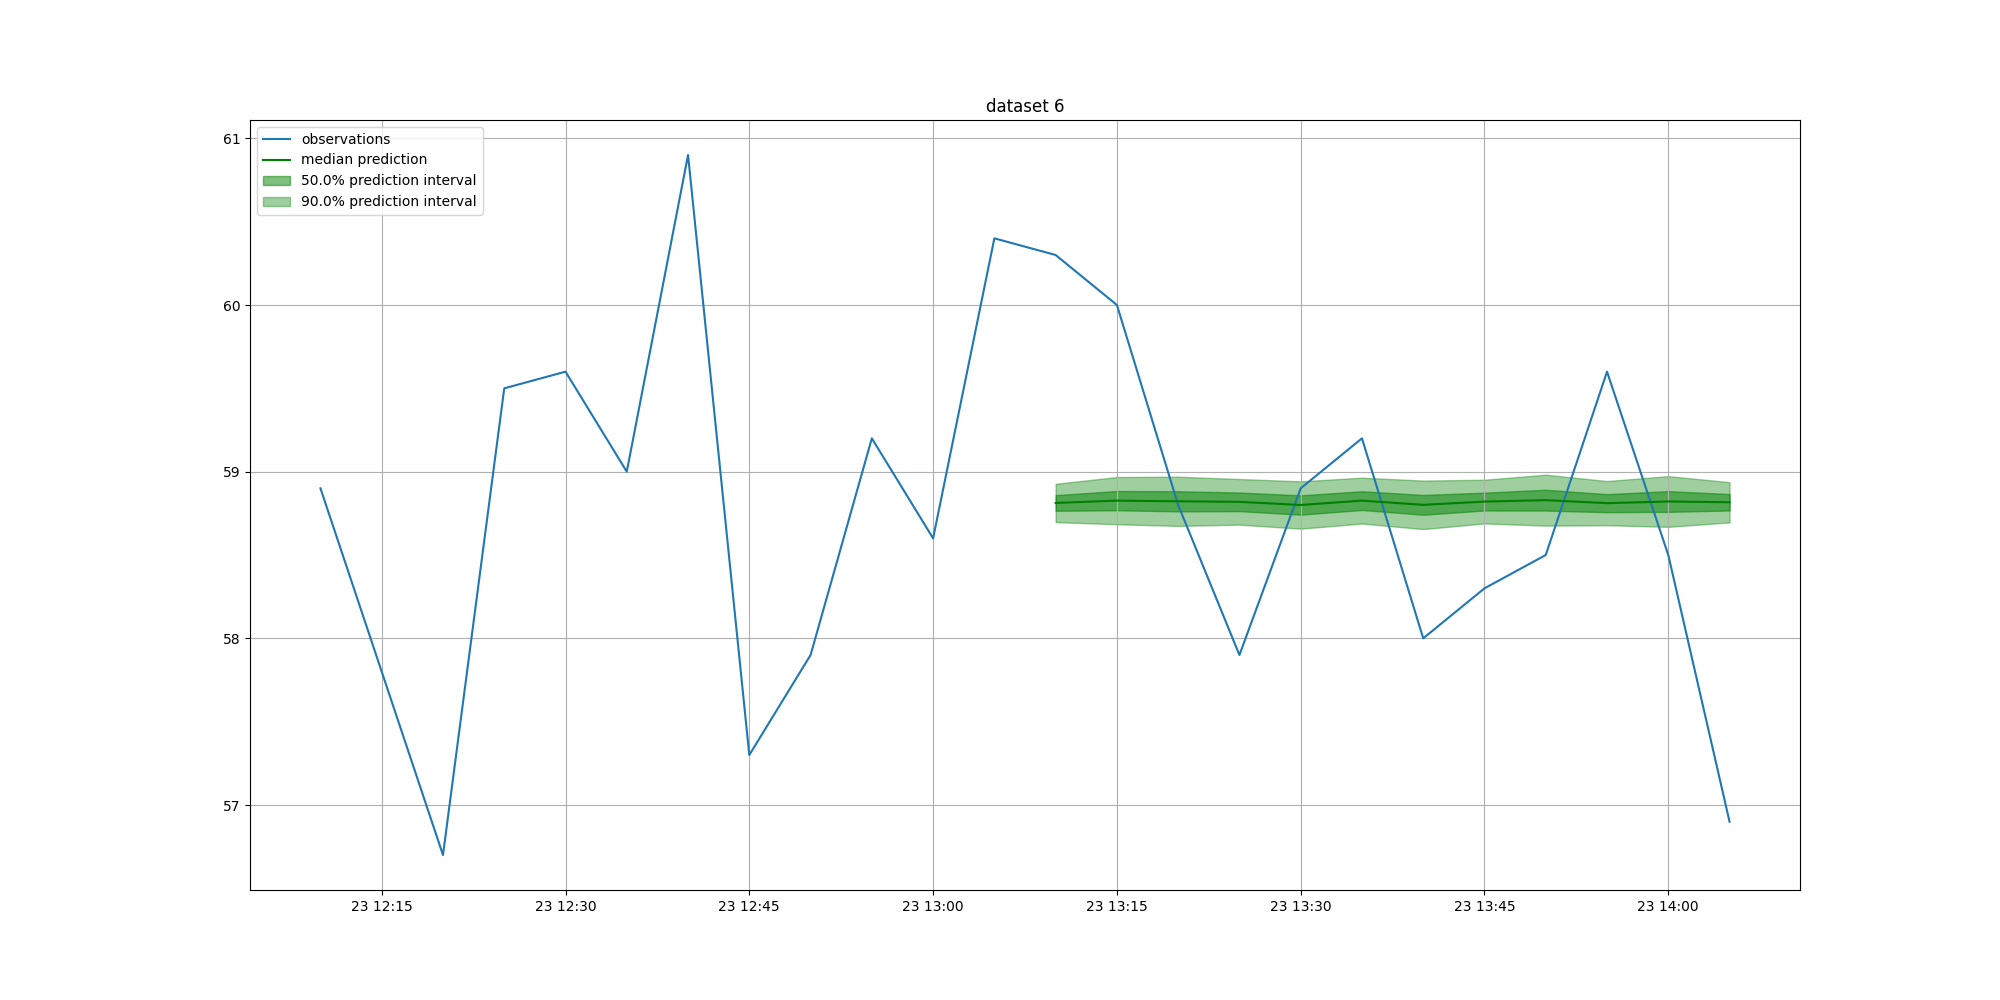 dataset 6
observations
median prediction
50.0% prediction interval
90.0% prediction interval
61
60
59
58
57
23 12:15
23 12:30
23 12:45
23 13:00
23 13:15
23 13:30
23 13:45
23 14:00